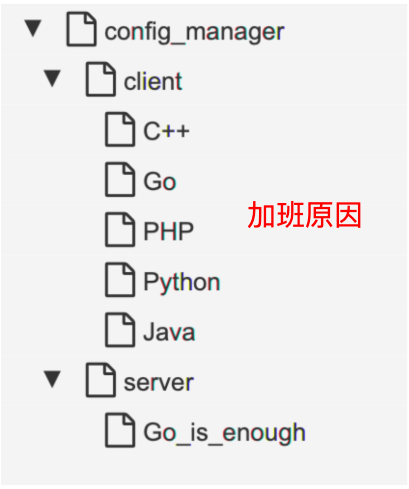 config_manager
client
C++
Go
加班原因
PHP
Python
Java
server
Go_is_enough